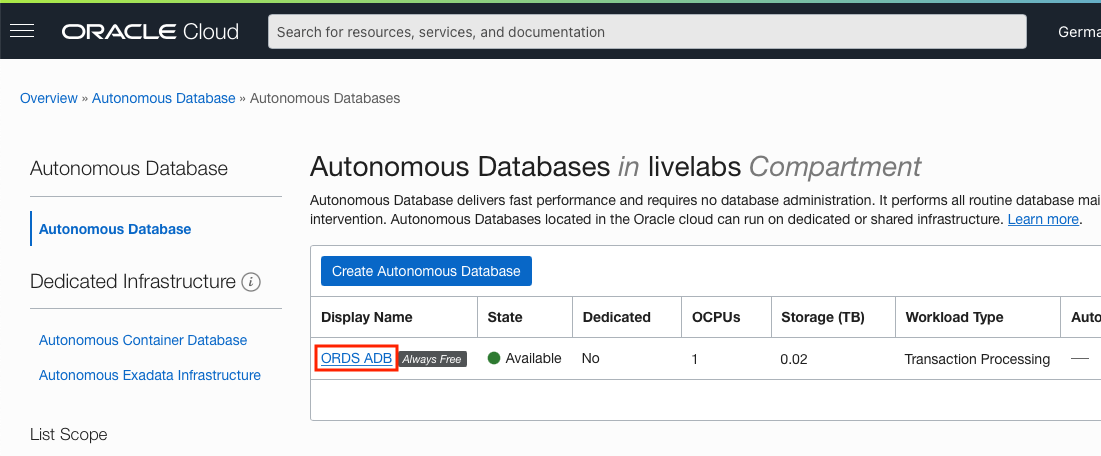 ORACLE Cloud
Search for resources, services, and documentation
Germa
Overview » Autonomous Database » Autonomous Databases
Autonomous Database
Autonomous Database
Dedicated Infrastructure i
Autonomous Container Database
Autonomous Exadata Infrastructure
List Scope
Autonomous Databases in livelabs Compartment
Autonomous Database delivers fast performance and requires no database administration. It performs all routine database mai
intervention. Autonomous Databases located in the Oracle cloud can run on dedicated or shared infrastructure. Learn more.
Create Autonomous Database
Display Name State Dedicated OCPUs Storage (TB) Workload Type Auto
ORDS ADB Always Free Available No 1 0.02 Transaction Processing —